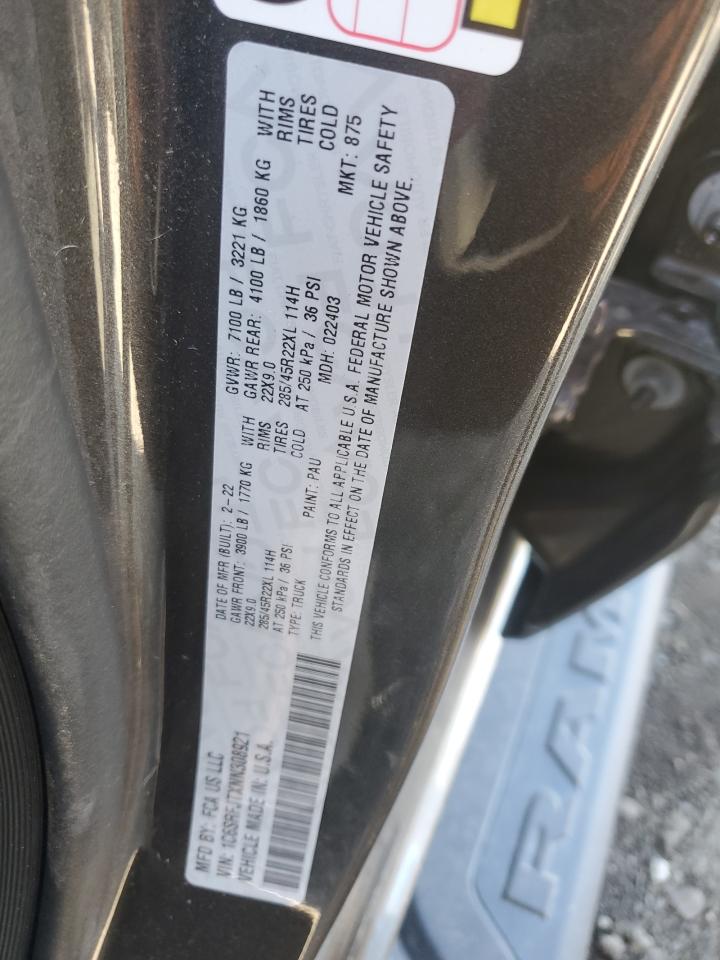 MFD BY: FCA US LLC
DATE OF MFR (BUILT): 2-22
GVWR: 7100 LB / 3221 KG
GAWR FRONT: 3900 LB / 1770 KG WITH
GAWR REAR: 4100 LB / 1860 KG WITH
22X9.0 RIMS
22X9.0 RIMS
285/45R22XL 114H TIRES
285/45R22XL 114H TIRES
AT 250 kPa / 36 PSI COLD
AT 250 kPa / 36 PSI COLD
VIN: 1C6SRFJTXNN308921
TYPE: TRUCK
PAINT: PAU
MDH: 022403
MKT: 875
VEHICLE MADE IN: U.S.A.
THIS VEHICLE CONFORMS TO ALL APPLICABLE U.S.A. FEDERAL MOTOR VEHICLE SAFETY
STANDARDS IN EFFECT ON THE DATE OF MANUFACTURE SHOWN ABOVE.
RAM